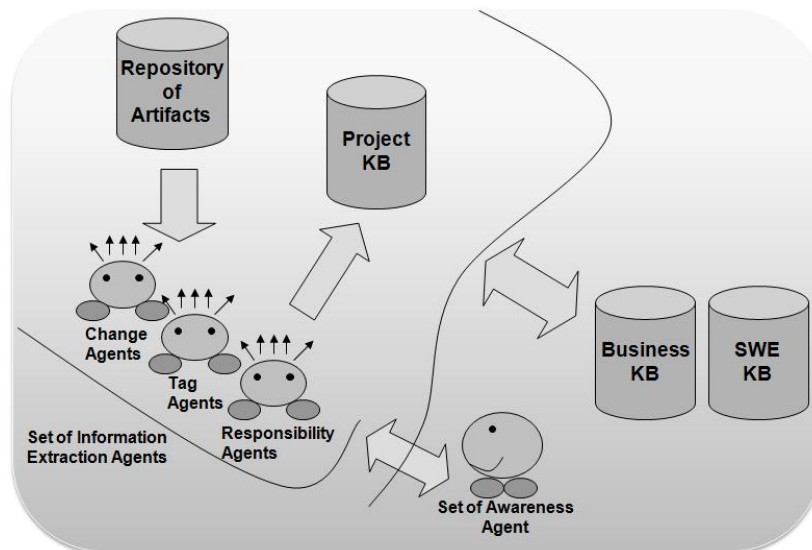 Repository
of
Artifacts
Project
KB
Change
Agents
Tag
Agents
Responsibility
Agents
Set of Information
Extraction Agents
Business
KB
SWE
KB
Set of Awareness
Agent